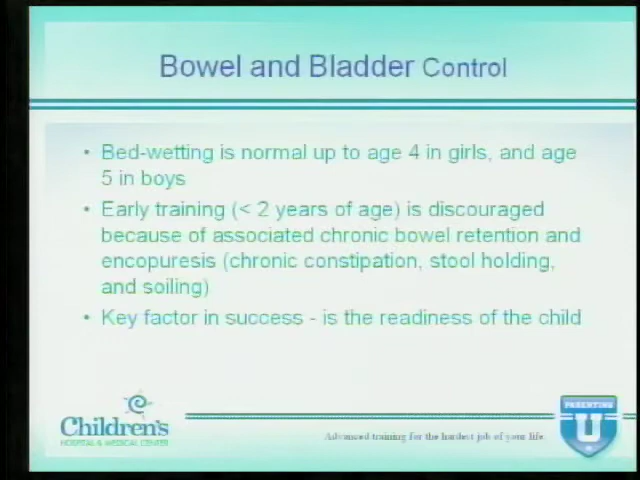 Bowel and Bladder Control
• Bed-wetting is normal up to age 4 in girls, and age
5 in boys
• Early training (< 2 years of age) is discouraged
because of associated chronic bowel retention and
encopuresis (chronic constipation, stool holding,
and soiling)
• Key factor in success - is the readiness of the child
Children's
HOSPITAL & MEDICAL CENTER
Advanced training for the hardest job of your life.
PARENTING
U